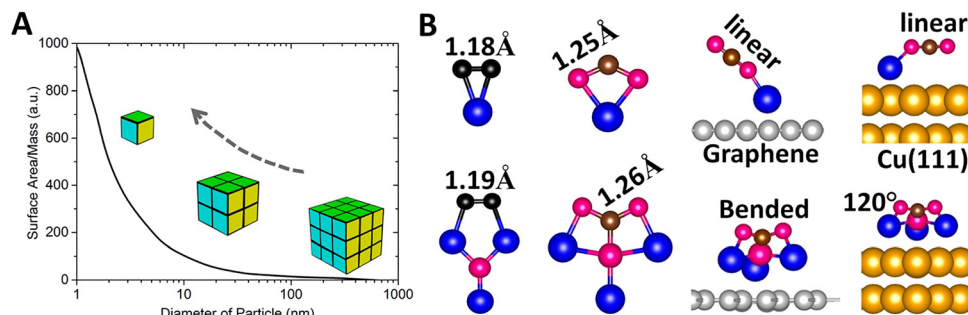 A
Surface Area/Mass (a.u.)
1000
800
600
400
200
0
1
10
100
1000
Diameter of Particle (nm)
B
1.18Å
1.25Å
linear
linear
Graphene
Cu(111)
1.19Å
1.26Å
Bended
120°